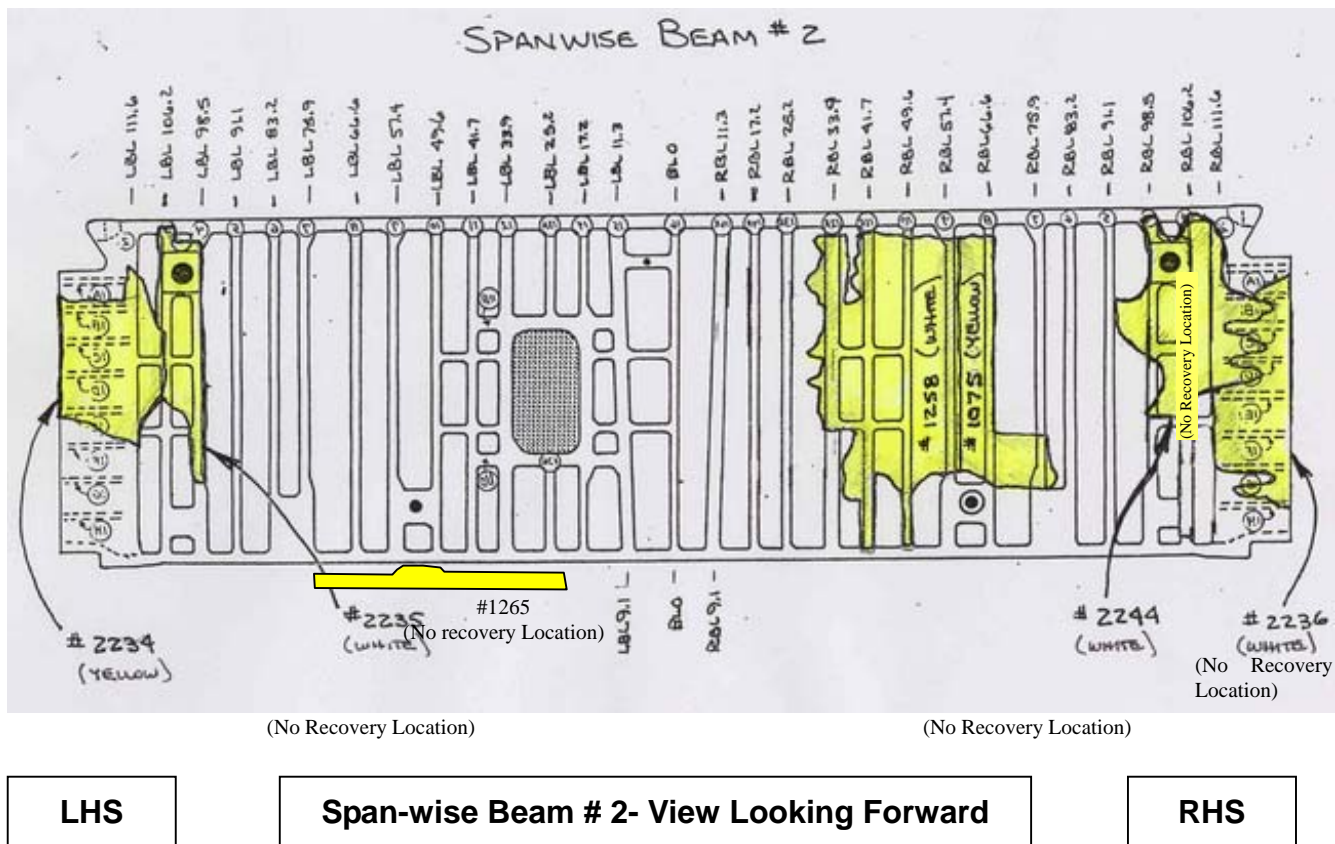 SPANWISE BEAM # 2
LBL 111.6
LBL 106.2
LBL 98.5
LBL 91.1
LBL 83.2
LBL 75.9
LBL 66.6
LBL 57.4
LBL 49.6
LBL 41.7
LBL 33.9
LBL 25.2
LBL 17.2
LBL 11.3
BL0
RBL 11.3
RBL 17.2
RBL 25.2
RBL 33.9
RBL 41.7
RBL 49.6
RBL 57.4
RBL 66.6
RBL 75.9
RBL 83.2
RBL 91.1
RBL 98.5
RBL 106.2
RBL 111.6
# 1258 (WHITE)
# 1075 (YELLOW)
(No Recovery Location)
# 2234
(YELLOW)
# 2235
(WHITE)
#1265
(No recovery Location)
LBL 9.1
BL0
RBL 9.1
# 2244
(WHITE)
# 2236
(WHITE)
(No Recovery
Location)
(No Recovery Location)
(No Recovery Location)
LHS
Span-wise Beam # 2- View Looking Forward
RHS